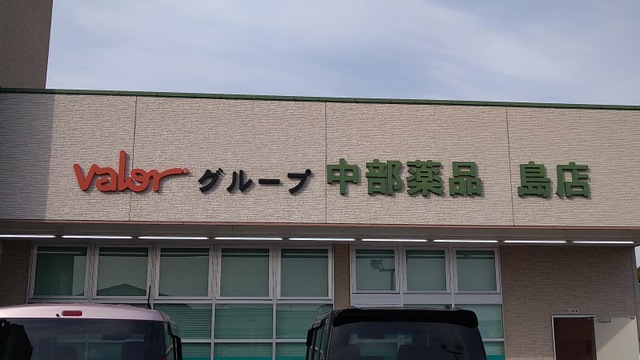 Valor グループ 中部薬品 島店